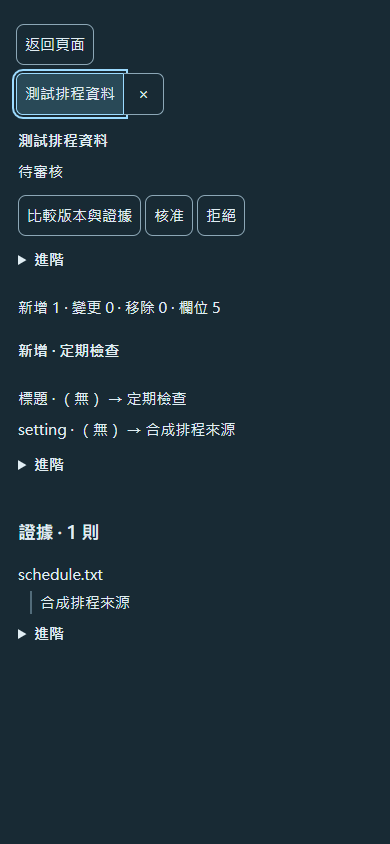 返回頁面
測試排程資料 ×
測試排程資料
待審核
比較版本與證據 核准 拒絕
▶ 進階
新增 1 · 變更 0 · 移除 0 · 欄位 5
新增 · 定期檢查
標題 · （無） → 定期檢查
setting · （無） → 合成排程來源
▶ 進階
證據 · 1 則
schedule.txt
合成排程來源
▶ 進階